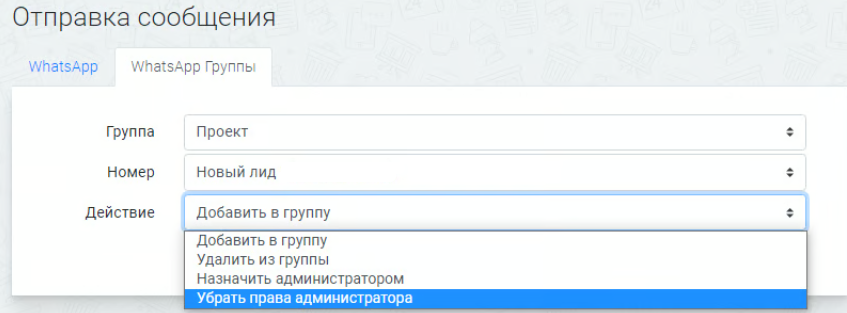 Отправка сообщения
WhatsApp WhatsApp Группы
Группа Проект
Номер Новый лид
Действие Добавить в группу
Добавить в группу
Удалить из группы
Назначить администратором
Убрать права администратора